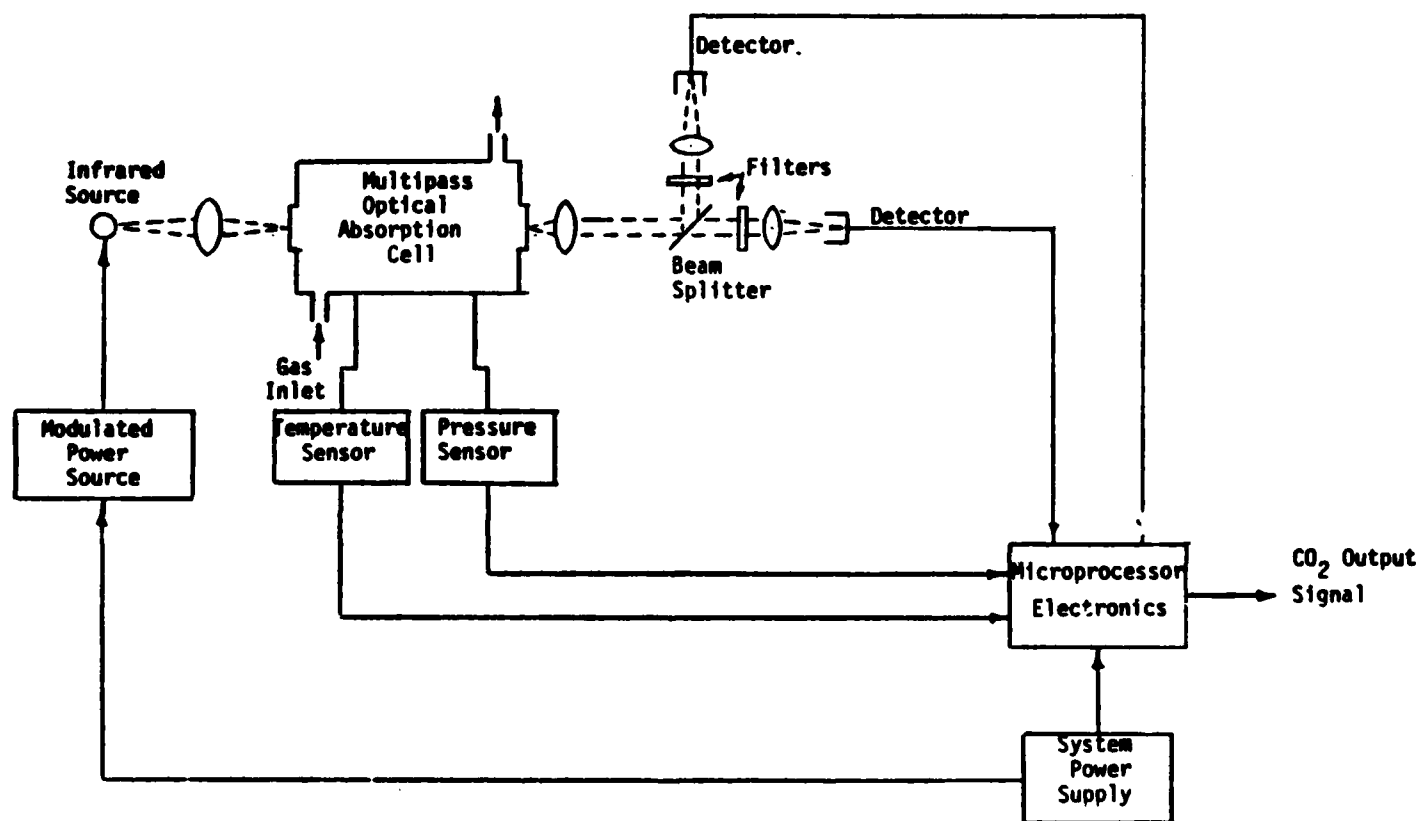 Detector.
Infrared
Source
Multipass
Optical
Absorption
Cell
Filters
Detector
Beam
Splitter
Gas
Inlet
Modulated
Power
Source
Temperature
Sensor
Pressure
Sensor
Microprocessor
Electronics
CO₂ Output
Signal
System
Power
Supply